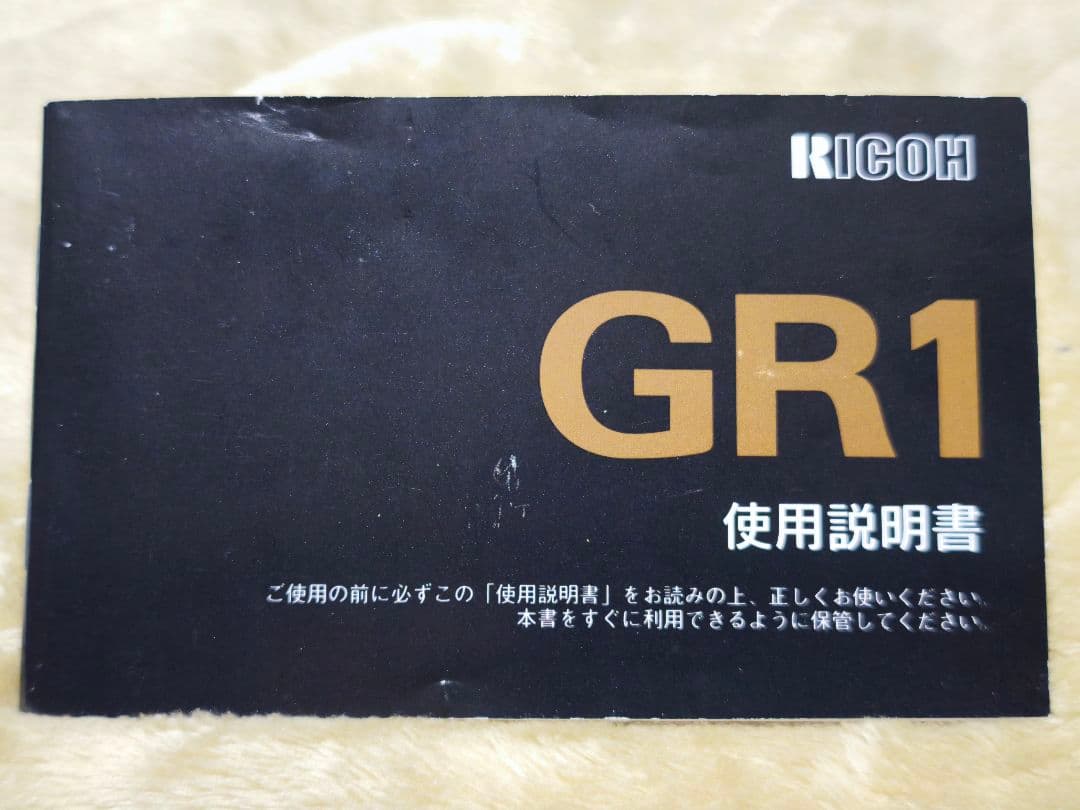 RICOH
GR1
使用説明書
ご使用の前に必ずこの「使用説明書」をお読みの上、正しくお使いください。
本書をすぐに利用できるように保管してください。